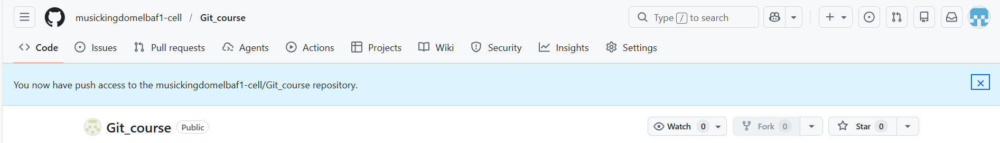 musickingdomelbaf1-cell / Git_course
Type / to search
Code Issues Pull requests Agents Actions Projects Wiki Security Insights Settings
You now have push access to the musickingdomelbaf1-cell/Git_course repository.
Git_course Public
Watch 0 Fork 0 Star 0